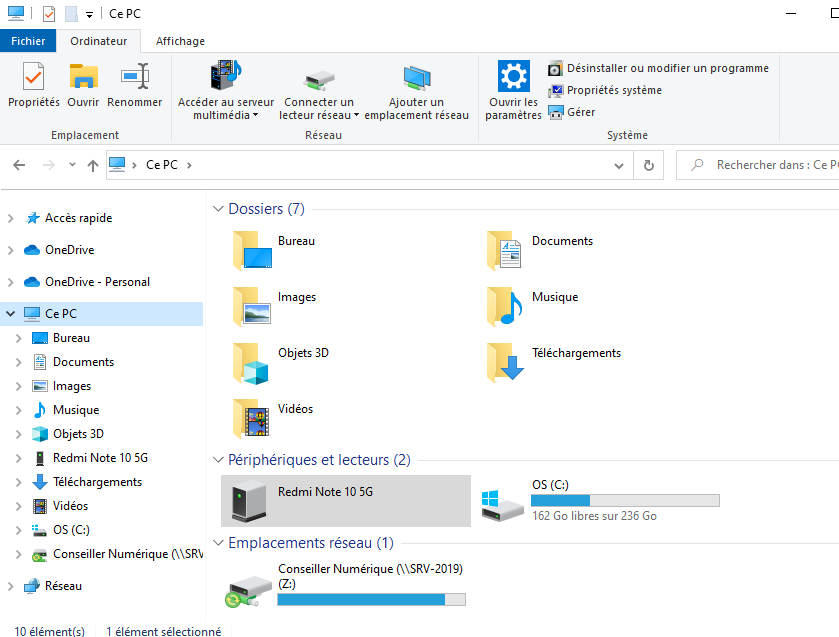 Ce PC
Fichier
Ordinateur
Affichage
Propriétés
Ouvrir
Renommer
Accéder au serveur
multimédia
Connecter un
lecteur réseau
Ajouter un
emplacement réseau
Ouvrir les
paramètres
Désinstaller ou modifier un programme
Propriétés système
Gérer
Emplacement
Réseau
Système
Ce PC
Rechercher dans : Ce P
Accès rapide
OneDrive
OneDrive - Personal
Ce PC
Bureau
Documents
Images
Musique
Objets 3D
Redmi Note 10 5G
Téléchargements
Vidéos
OS (C:)
Conseiller Numérique (\\SRV
Réseau
Dossiers (7)
Bureau
Documents
Images
Musique
Objets 3D
Téléchargements
Vidéos
Périphériques et lecteurs (2)
Redmi Note 10 5G
OS (C:)
162 Go libres sur 236 Go
Emplacements réseau (1)
Conseiller Numérique (\\SRV-2019)
(Z:)
10 élément(s)
1 élément sélectionné